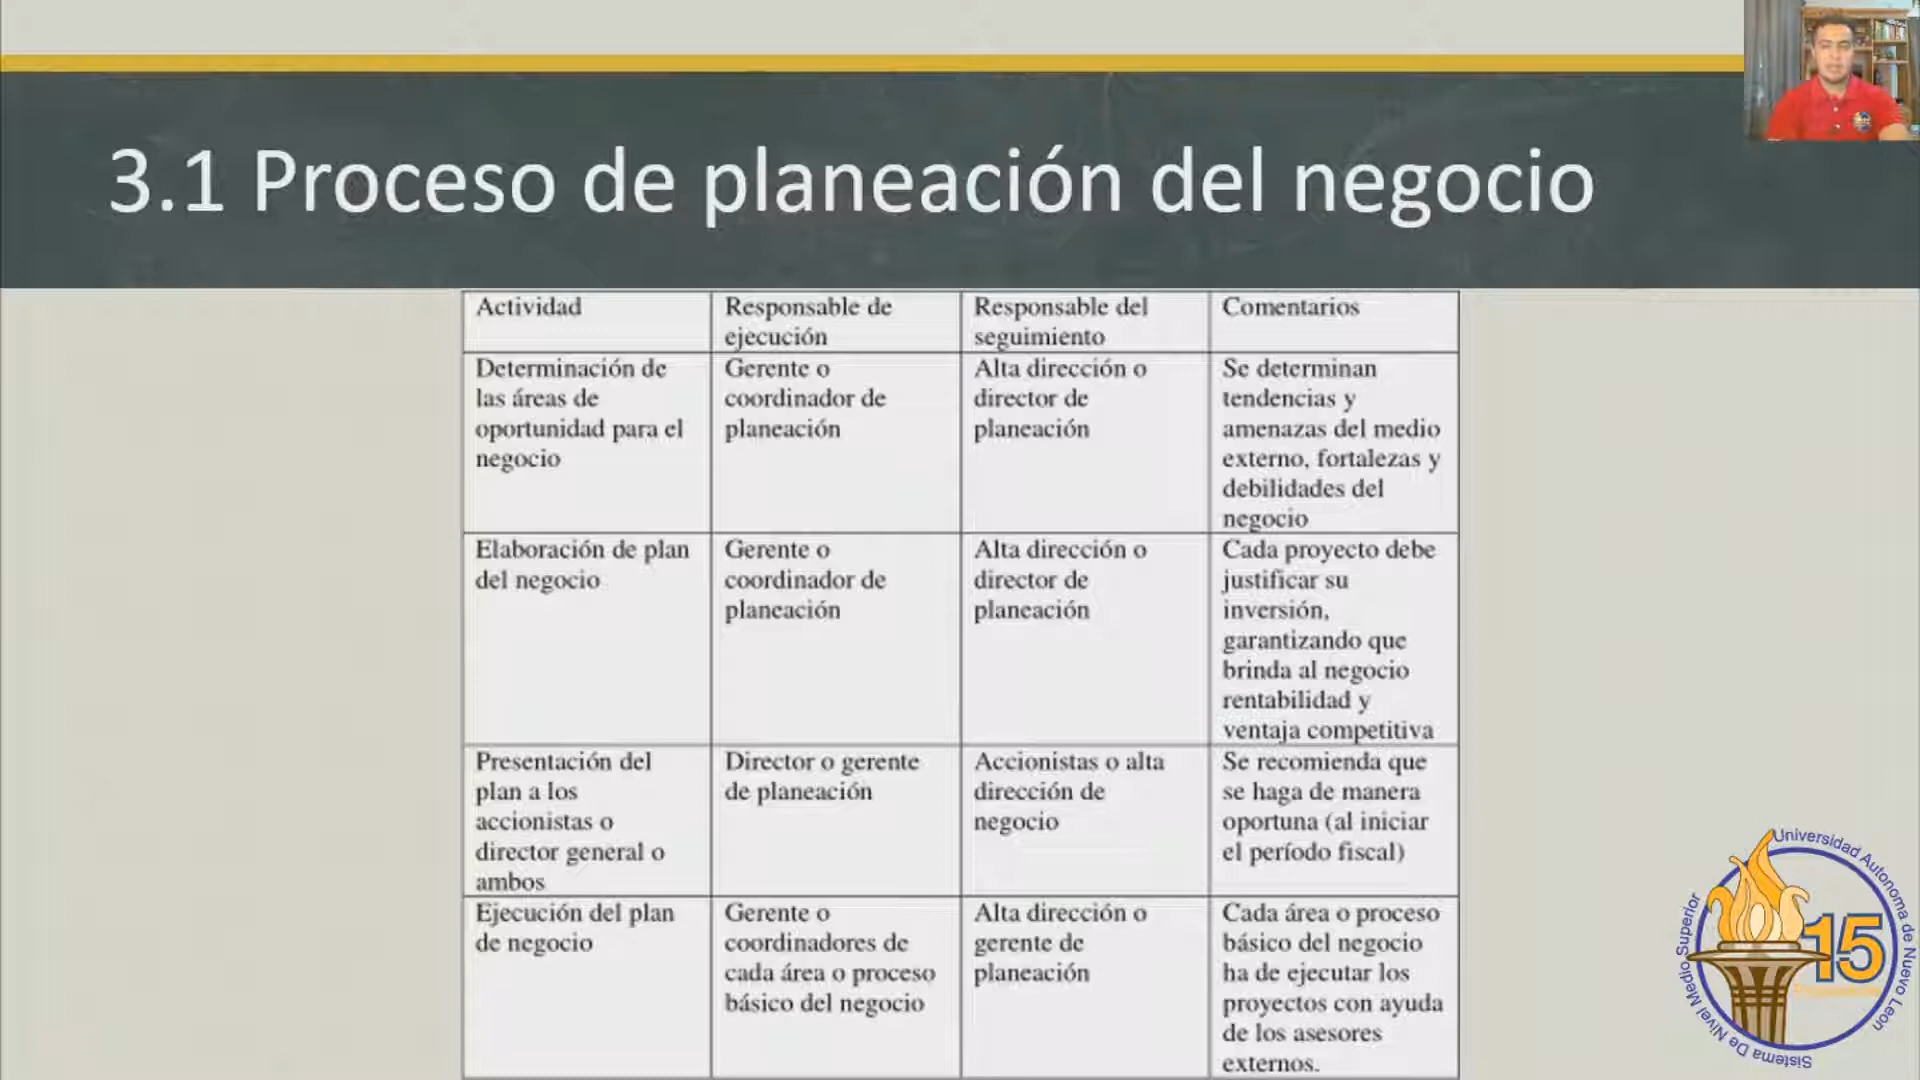 3.1 Proceso de planeación del negocio
Actividad
Responsable de
ejecución
Responsable del
seguimiento
Comentarios
Determinación de
las áreas de
oportunidad para el
negocio
Gerente o
coordinador de
planeación
Alta dirección o
director de
planeación
Se determinan
tendencias y
amenazas del medio
externo, fortalezas y
debilidades del
negocio
Elaboración de plan
del negocio
Gerente o
coordinador de
planeación
Alta dirección o
director de
planeación
Cada proyecto debe
justificar su
inversión,
garantizando que
brinda al negocio
rentabilidad y
ventaja competitiva
Presentación del
plan a los
accionistas o
director general o
ambos
Director o gerente
de planeación
Accionistas o alta
dirección de
negocio
Se recomienda que
se haga de manera
oportuna (al iniciar
el período fiscal)
Ejecución del plan
de negocio
Gerente o
coordinadores de
cada área o proceso
básico del negocio
Alta dirección o
gerente de
planeación
Cada área o proceso
básico del negocio
ha de ejecutar los
proyectos con ayuda
de los asesores
externos.
Universidad Autonoma de Nuevo Leon
Sistema De Nivel Medio Superior
15